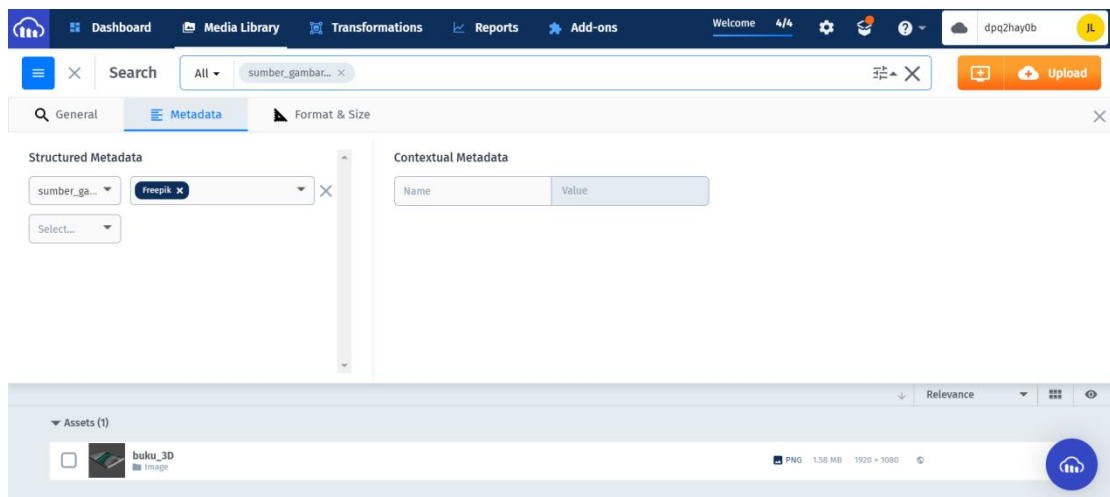 Dashboard Media Library Transformations Reports Add-ons Welcome 4/4 dpq2hay0b JL
Search All sumber_gambar... Upload
General Metadata Format & Size
Structured Metadata Contextual Metadata
sumber_ga... Freepik Name Value
Select...
Relevance
Assets (1)
buku_3D
Image PNG 1.58 MB 1920 × 1080